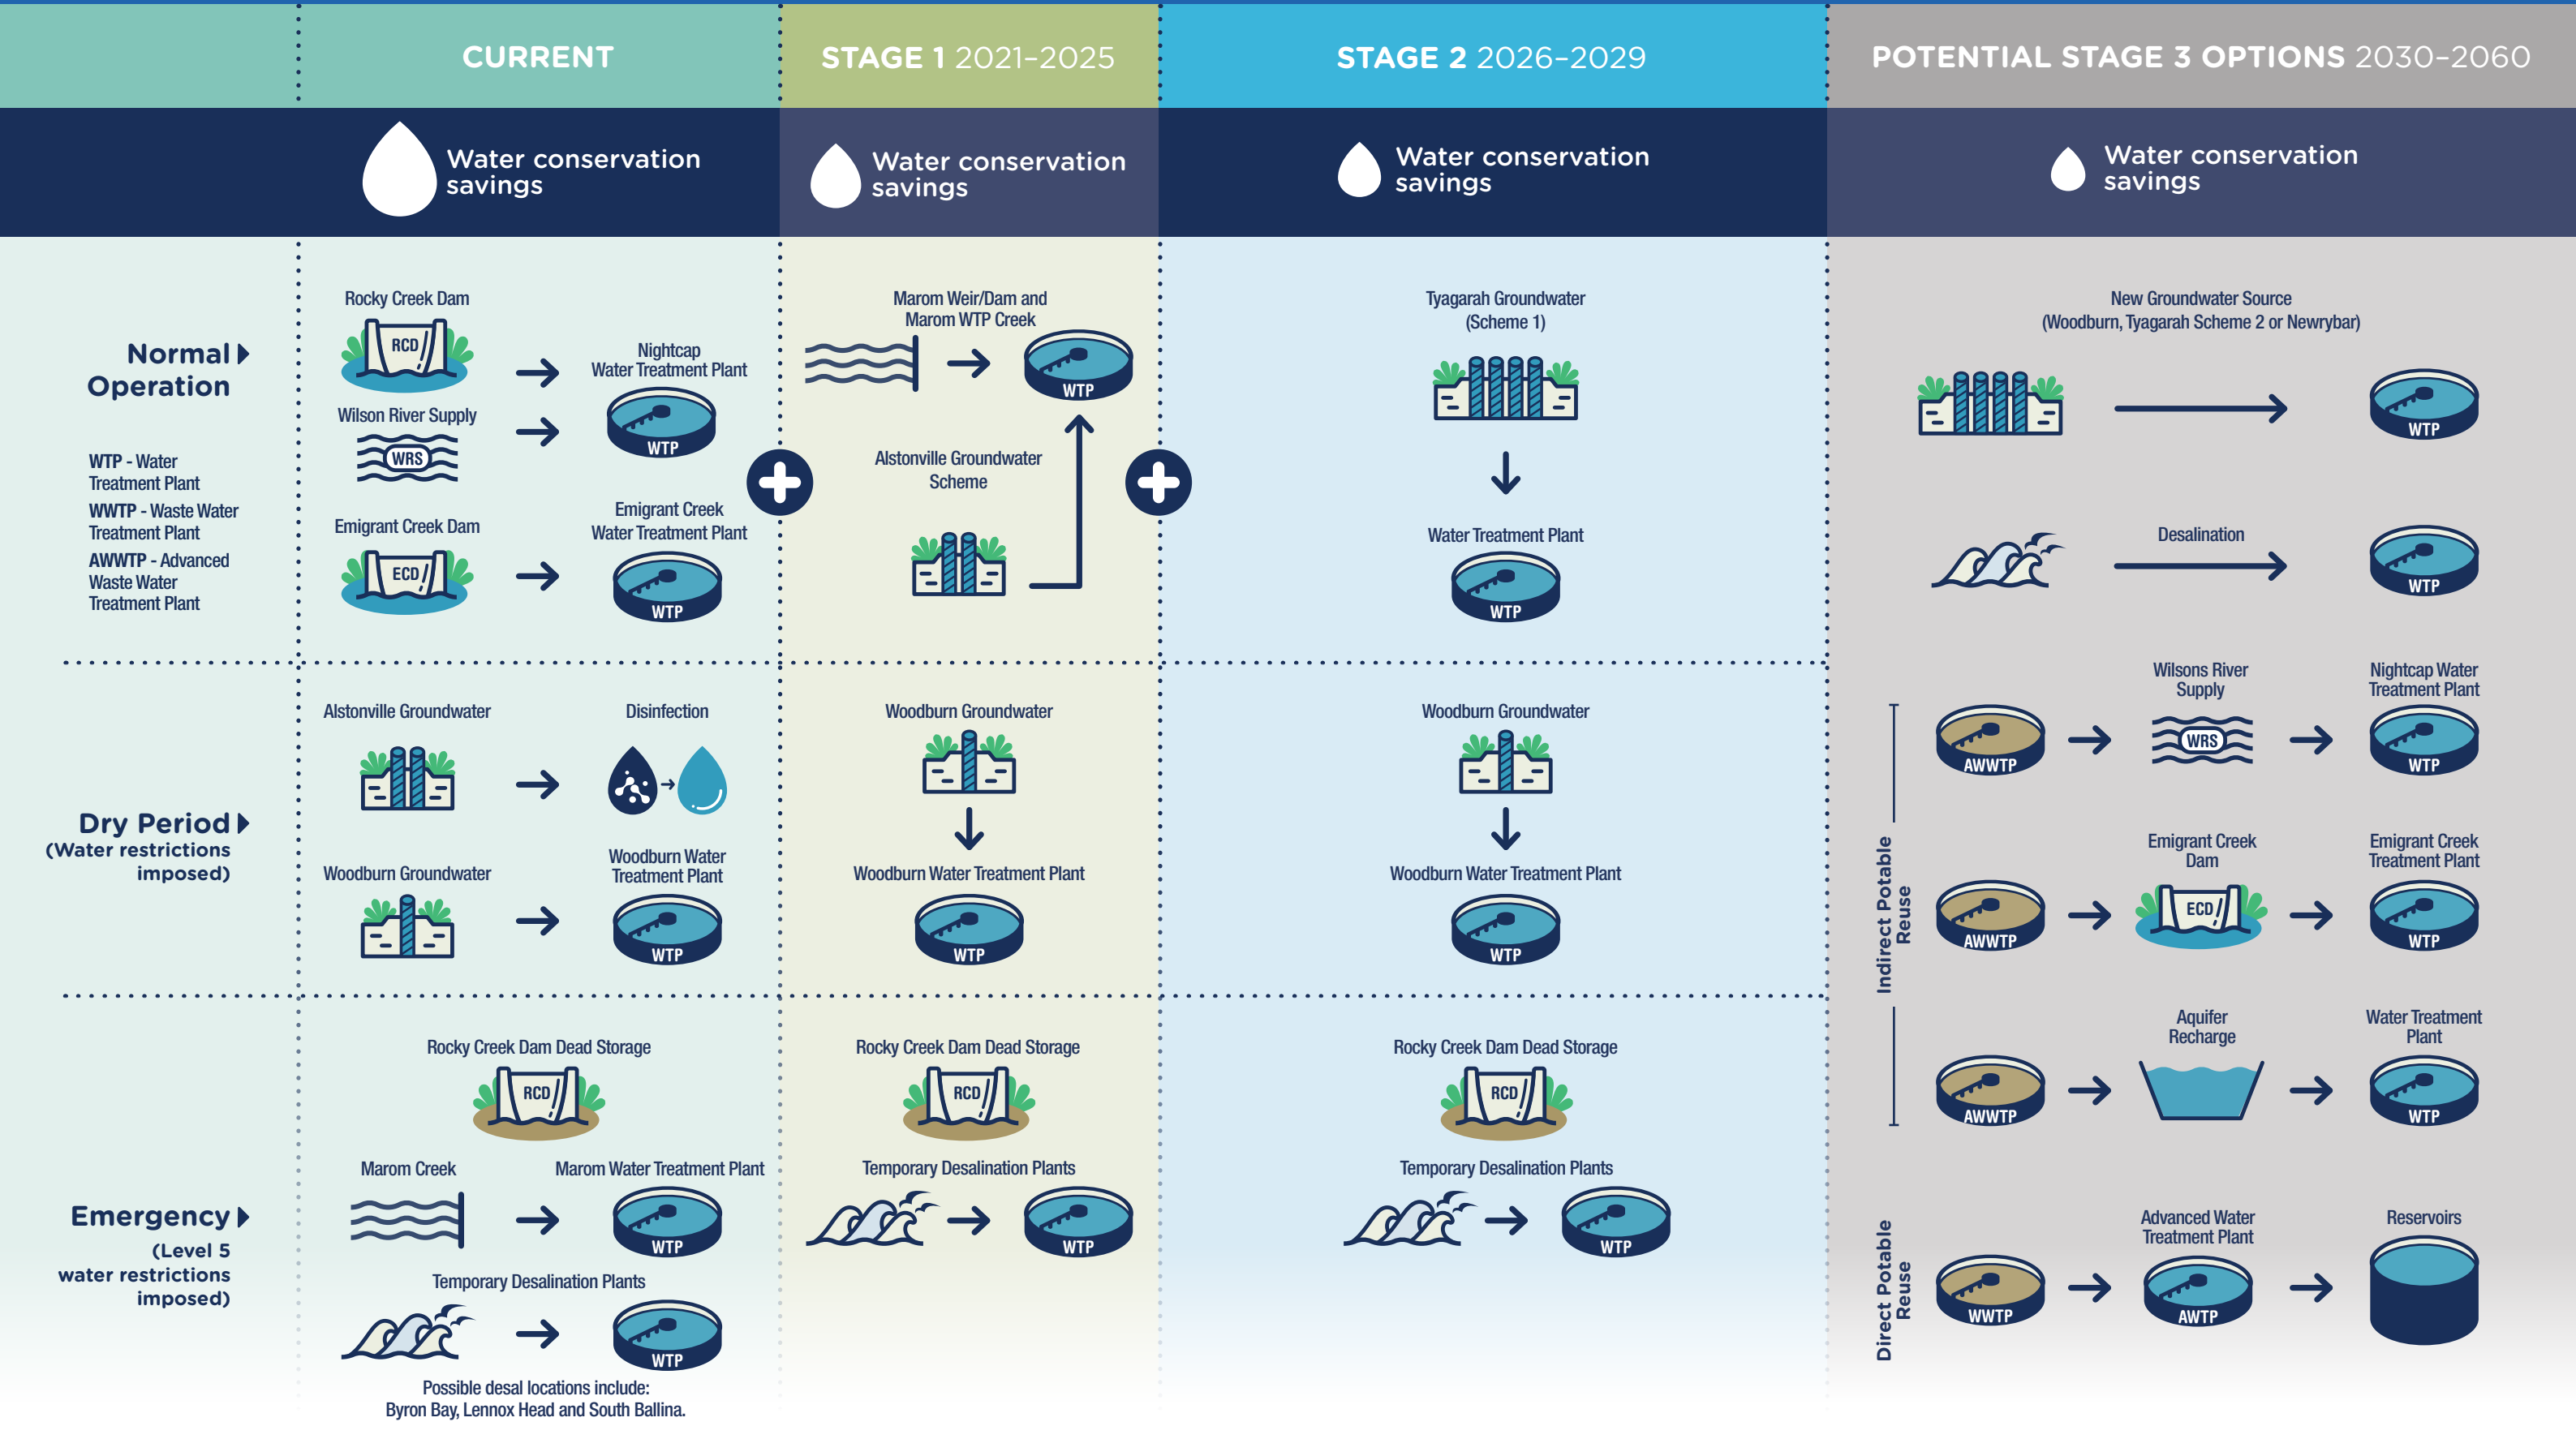 CURRENT
STAGE 1 2021–2025
STAGE 2 2026–2029
POTENTIAL STAGE 3 OPTIONS 2030–2060
Water conservation
savings
Water conservation
savings
Water conservation
savings
Water conservation
savings
Normal
Operation
WTP - Water
Treatment Plant
WWTP - Waste Water
Treatment Plant
AWWTP - Advanced
Waste Water
Treatment Plant
Rocky Creek Dam
RCD
Nightcap
Water Treatment Plant
WTP
Wilson River Supply
WRS
Emigrant Creek Dam
ECD
Emigrant Creek
Water Treatment Plant
WTP
Marom Weir/Dam and
Marom WTP Creek
WTP
Alstonville Groundwater
Scheme
Tyagarah Groundwater
(Scheme 1)
Water Treatment Plant
WTP
New Groundwater Source
(Woodburn, Tyagarah Scheme 2 or Newrybar)
WTP
Desalination
WTP
Dry Period
(Water restrictions
imposed)
Alstonville Groundwater
Disinfection
Woodburn Groundwater
Woodburn Water
Treatment Plant
WTP
Woodburn Groundwater
Woodburn Water Treatment Plant
WTP
Woodburn Groundwater
Woodburn Water Treatment Plant
WTP
Indirect Potable
Reuse
AWWTP
Wilsons River
Supply
WRS
Nightcap Water
Treatment Plant
WTP
AWWTP
Emigrant Creek
Dam
ECD
Emigrant Creek
Treatment Plant
WTP
AWWTP
Aquifer
Recharge
Water Treatment
Plant
WTP
Emergency
(Level 5
water restrictions
imposed)
Rocky Creek Dam Dead Storage
RCD
Marom Creek
Marom Water Treatment Plant
WTP
Temporary Desalination Plants
WTP
Possible desal locations include:
Byron Bay, Lennox Head and South Ballina.
Rocky Creek Dam Dead Storage
RCD
Temporary Desalination Plants
WTP
Rocky Creek Dam Dead Storage
RCD
Temporary Desalination Plants
WTP
Direct Potable
Reuse
WWTP
Advanced Water
Treatment Plant
AWTP
Reservoirs